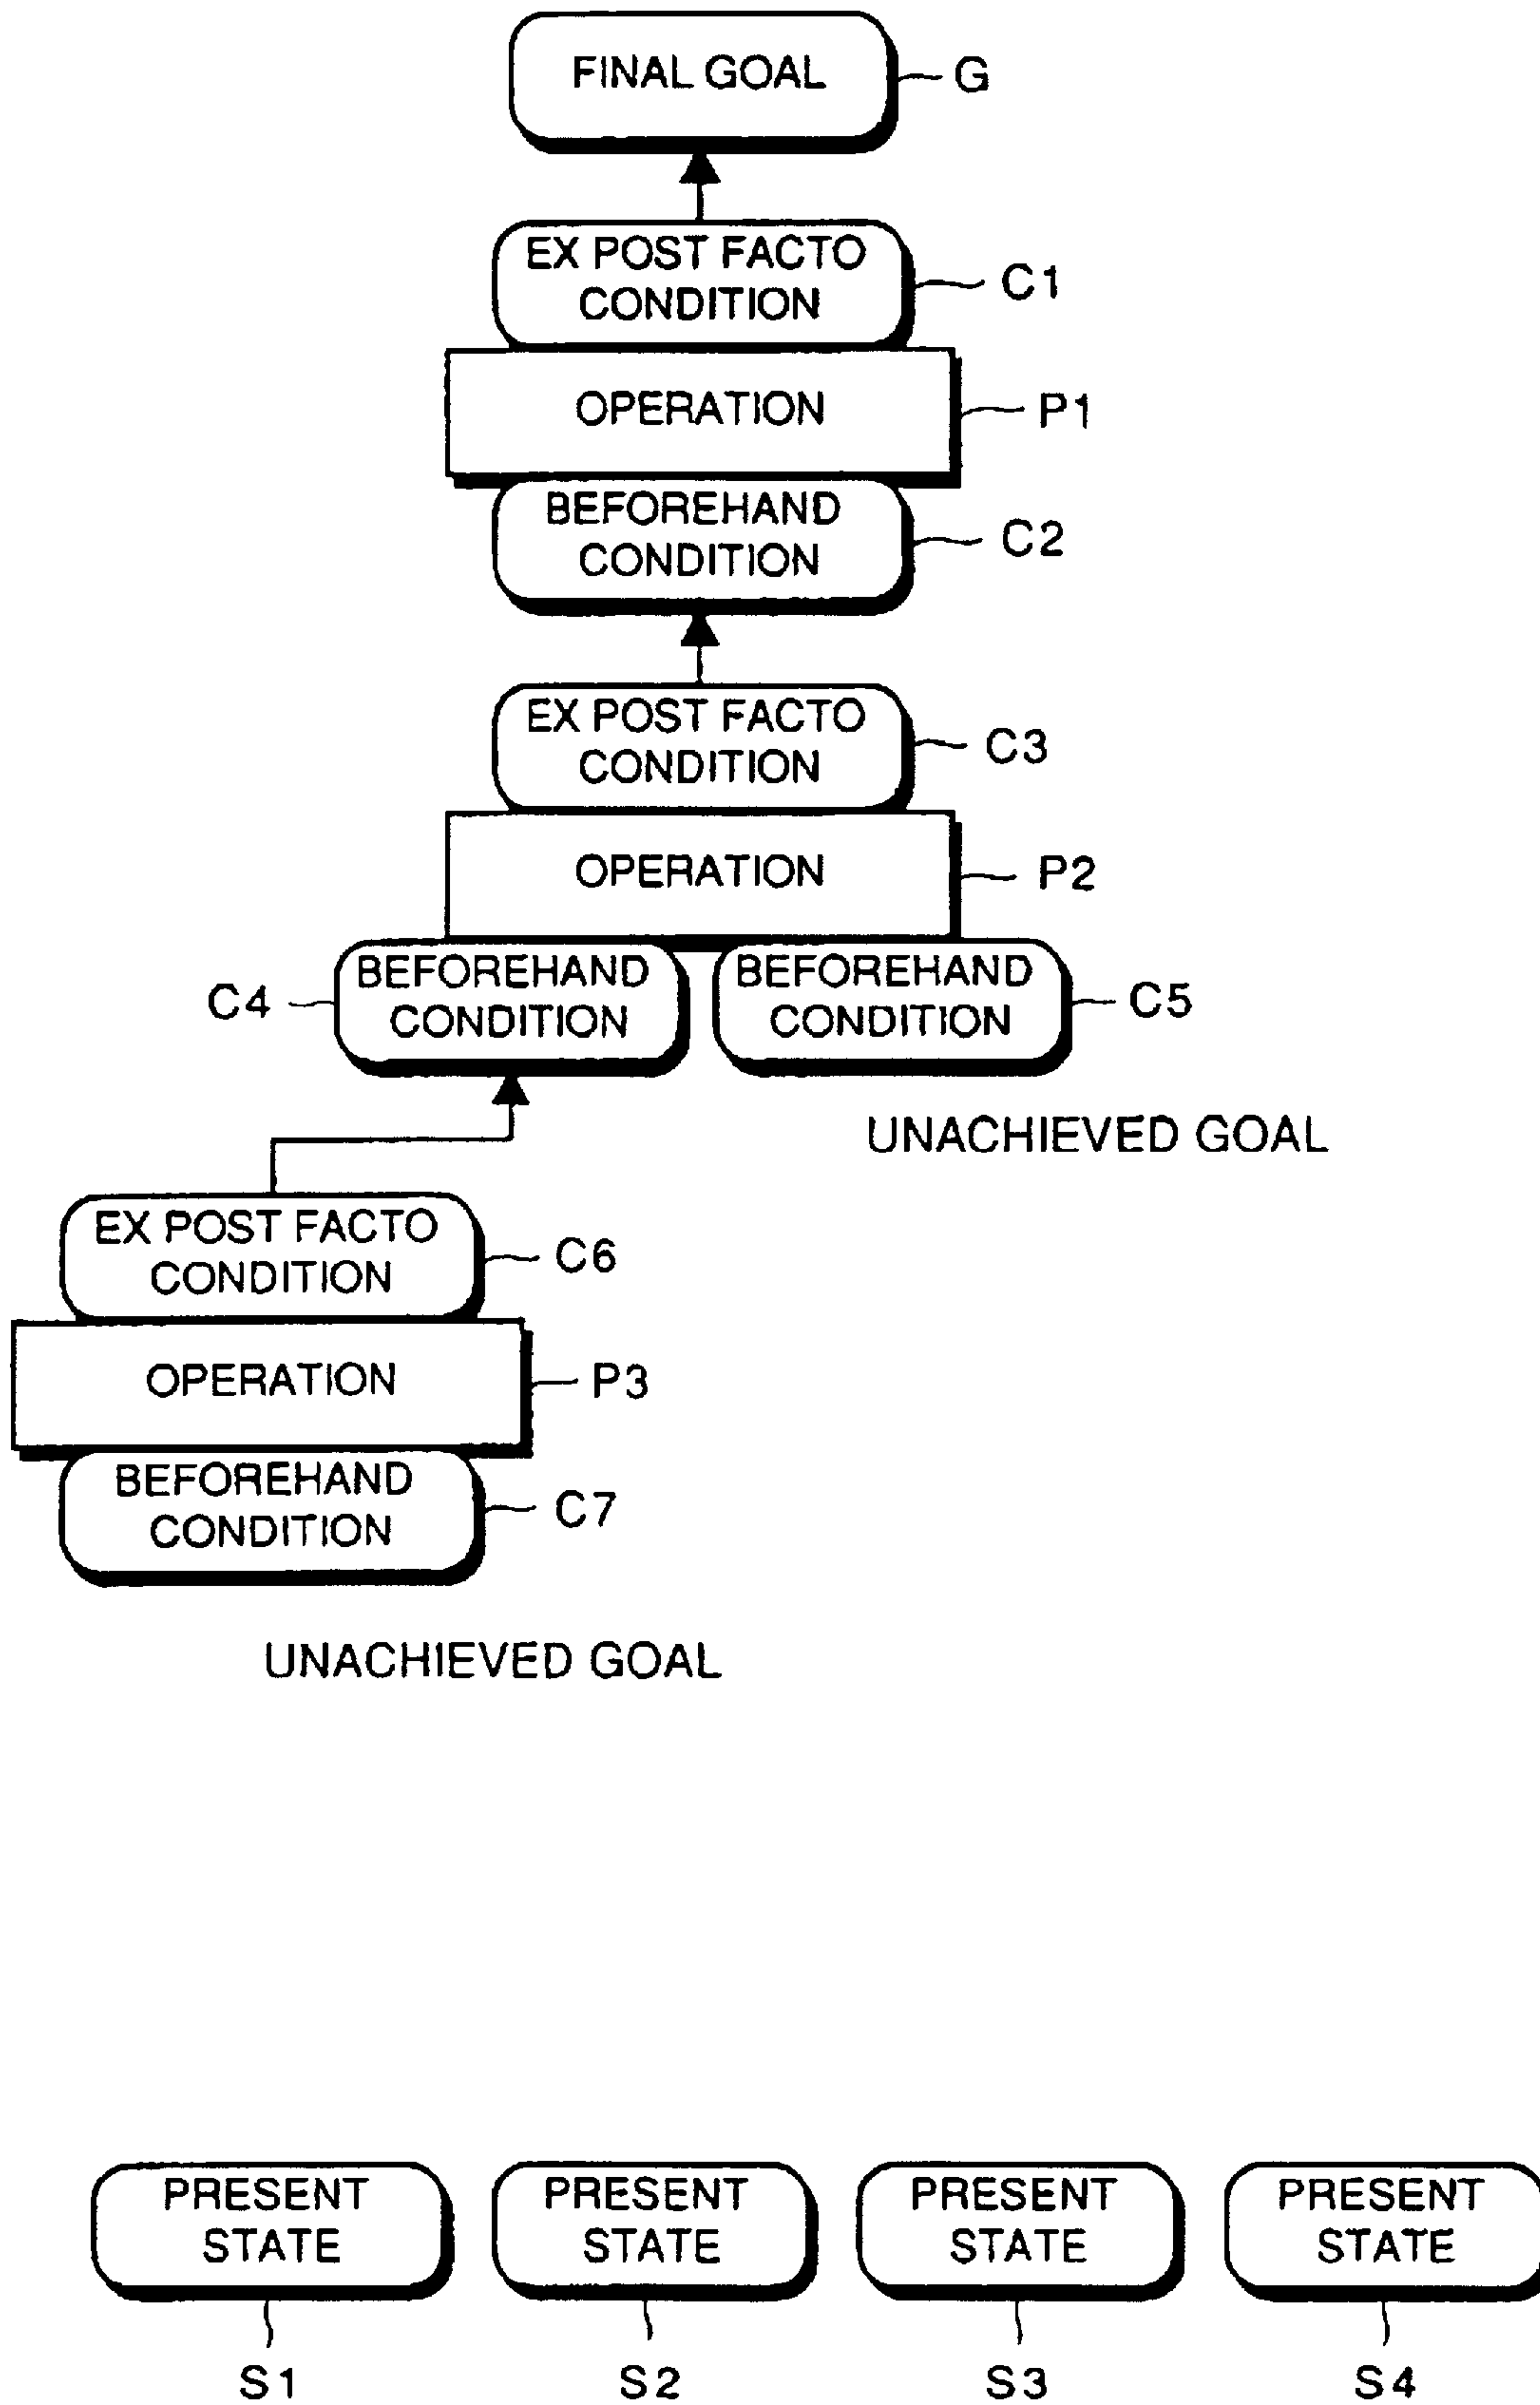 FINAL GOAL
G
EX POST FACTO
CONDITION
C1
OPERATION
P1
BEFOREHAND
CONDITION
C2
EX POST FACTO
CONDITION
C3
OPERATION
P2
C4
BEFOREHAND
CONDITION
BEFOREHAND
CONDITION
C5
UNACHIEVED GOAL
EX POST FACTO
CONDITION
C6
OPERATION
P3
BEFOREHAND
CONDITION
C7
UNACHIEVED GOAL
PRESENT
STATE
PRESENT
STATE
PRESENT
STATE
PRESENT
STATE
S1
S2
S3
S4